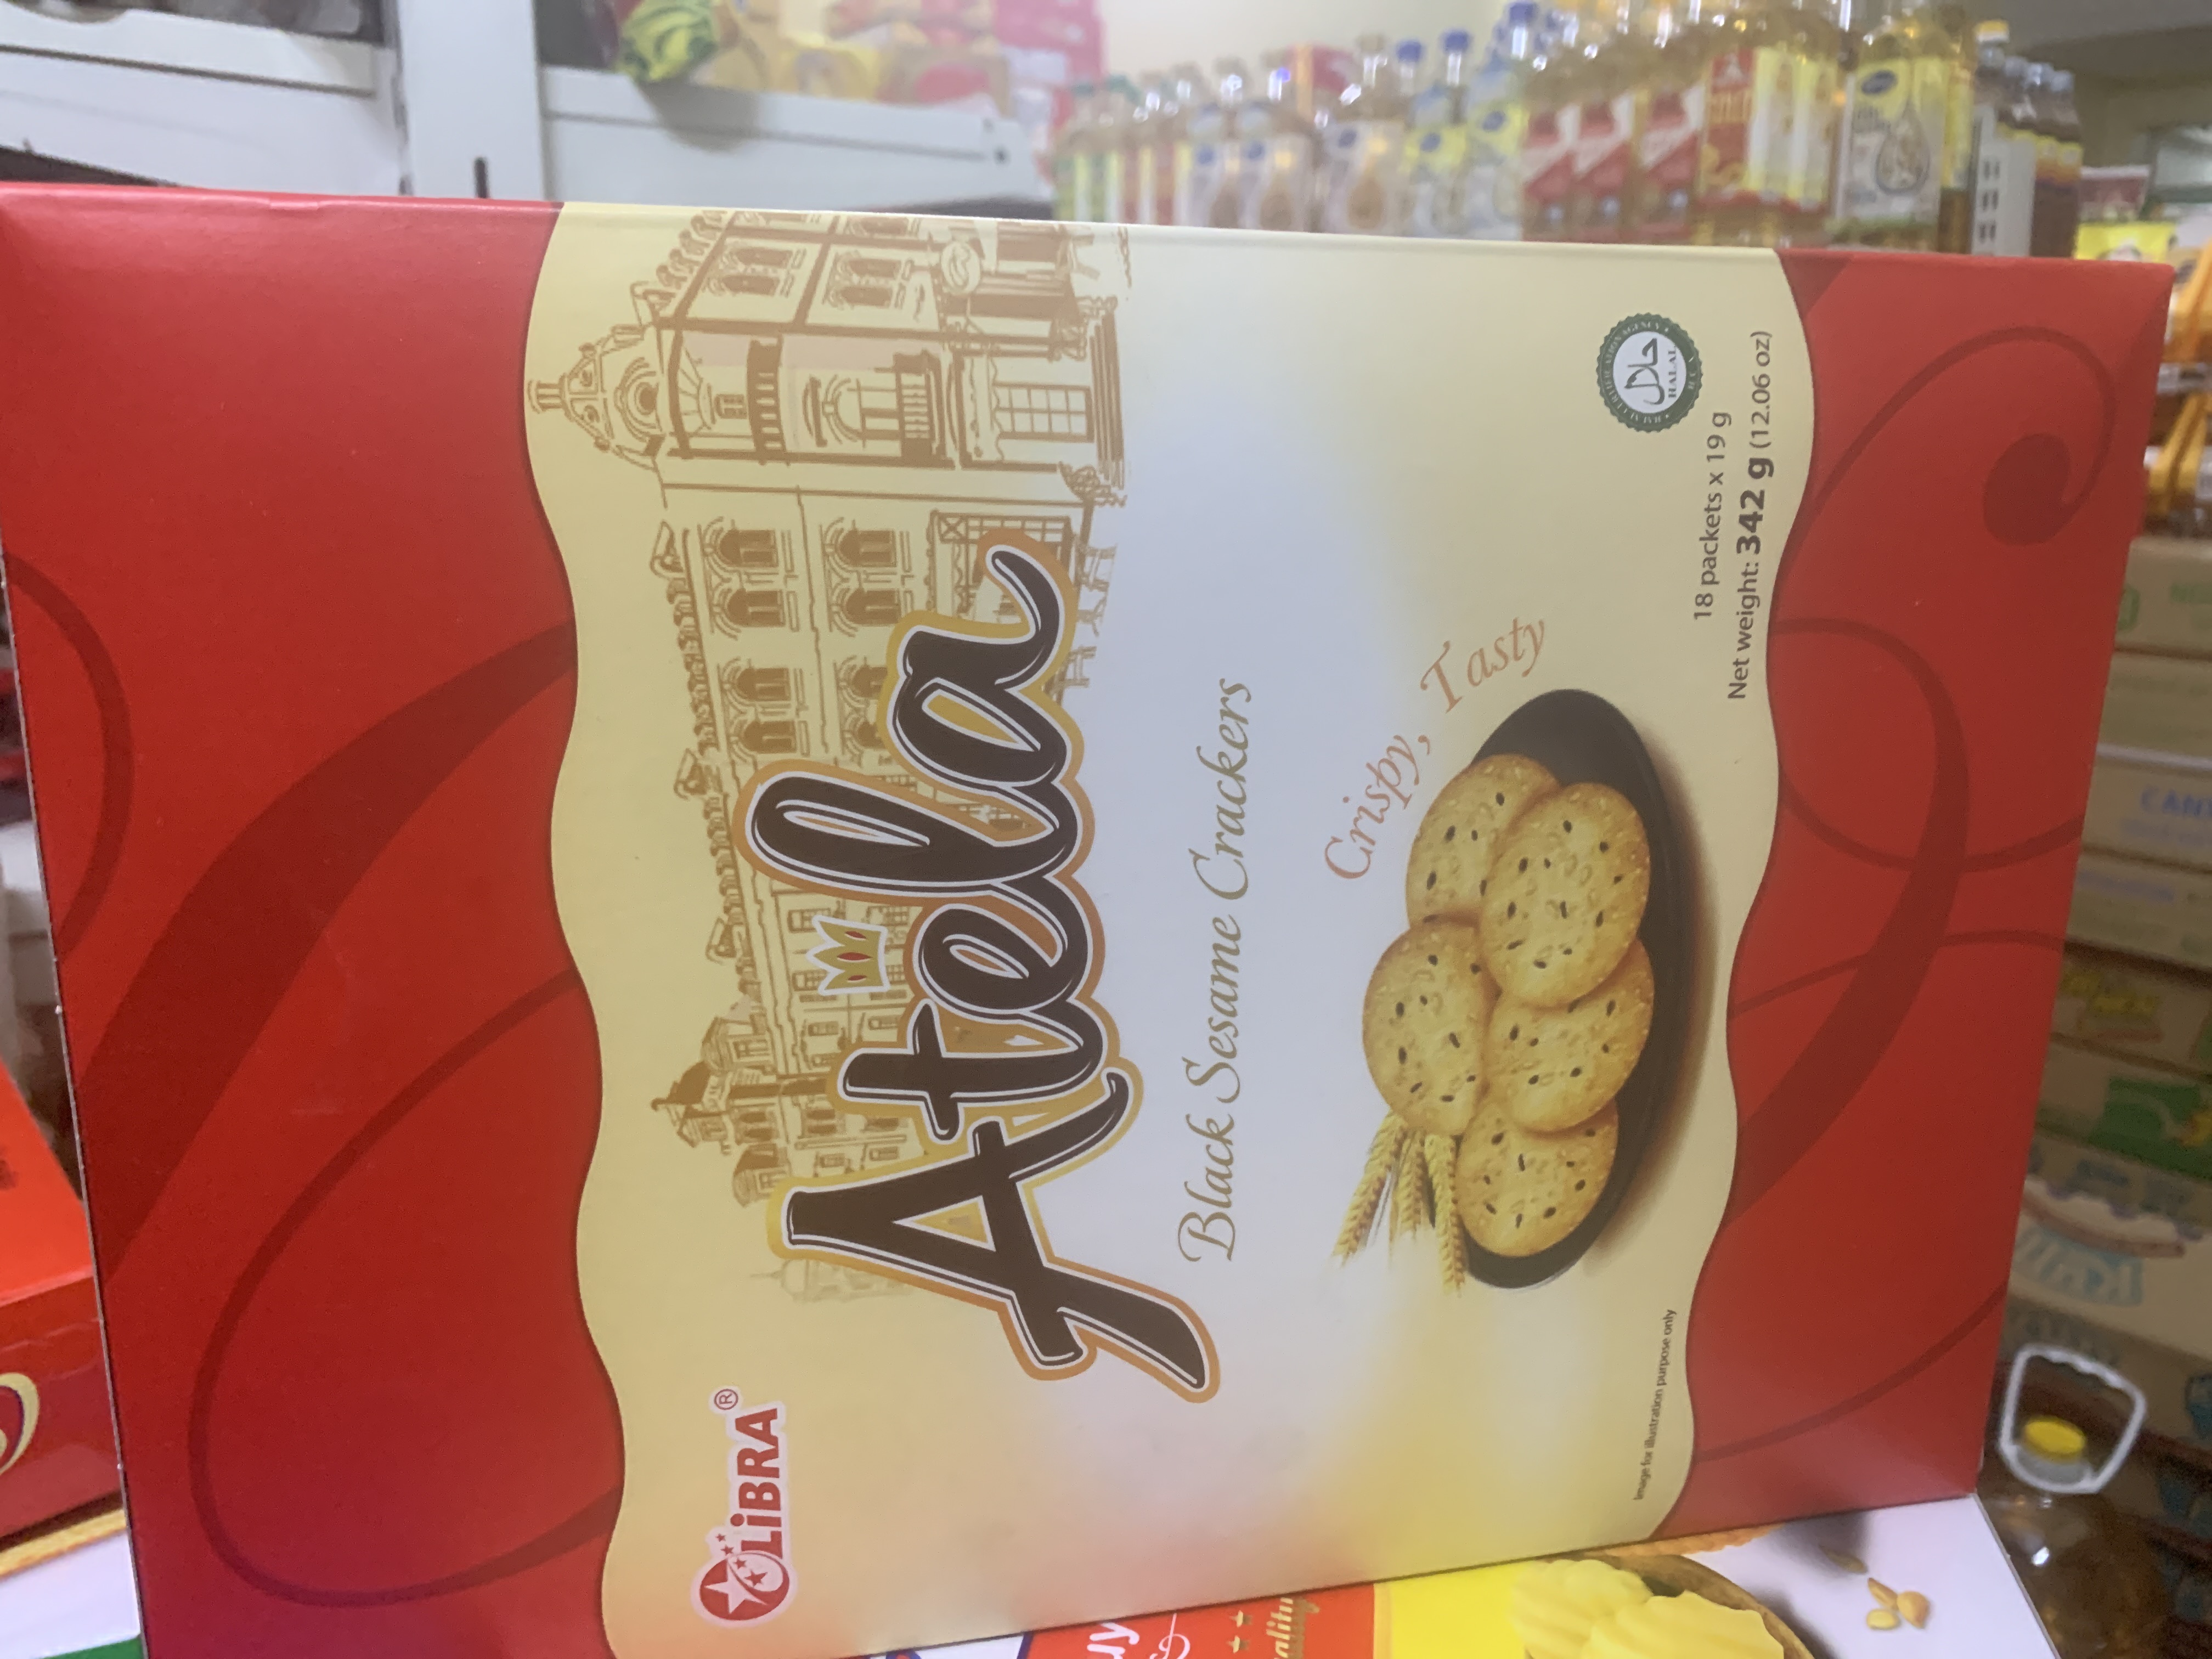 LiBRA®
Atela
Black Sesame Crackers
Crispy, Tasty
حلال
HALAL
18 packets x 19 g
Net weight: 342 g (12.06 oz)
Image for illustration purpose only